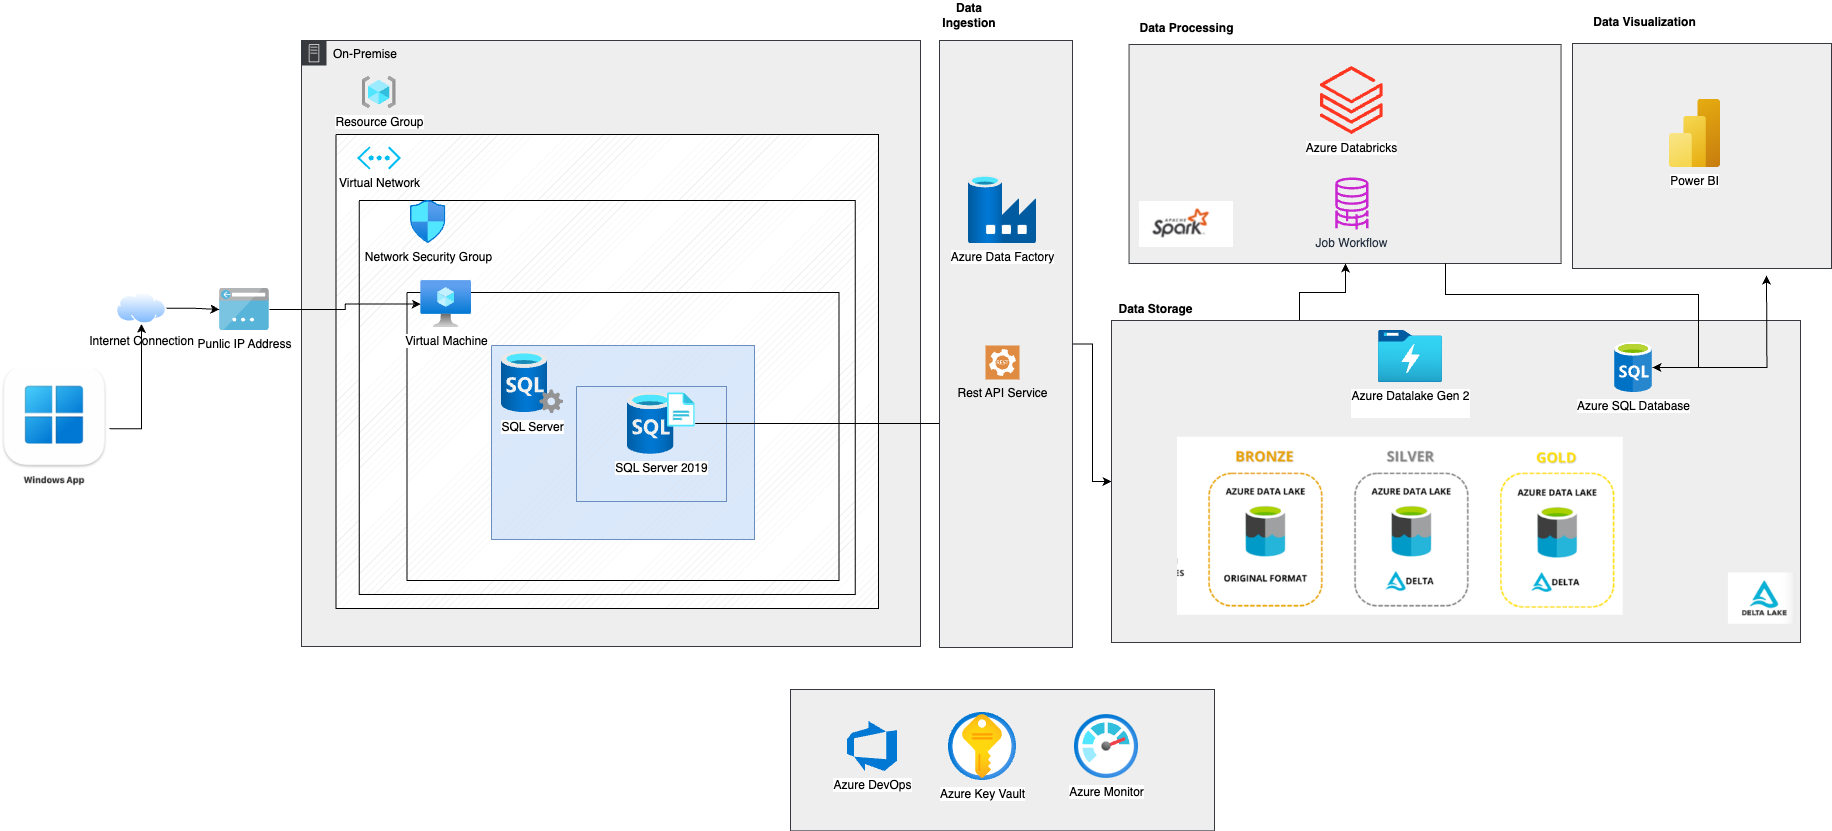 Data
Ingestion
Data Processing
Data Visualization
On-Premise
Resource Group
Virtual Network
Network Security Group
Virtual Machine
Internet Connection
Punlic IP Address
Windows App
SQL
SQL Server
SQL
SQL Server 2019
Azure Data Factory
REST
Rest API Service
Azure Databricks
APACHE
Spark
Job Workflow
Power BI
Data Storage
Azure Datalake Gen 2
SQL
Azure SQL Database
BRONZE
SILVER
GOLD
AZURE DATA LAKE
AZURE DATA LAKE
AZURE DATA LAKE
ES
ORIGINAL FORMAT
DELTA
DELTA
DELTA LAKE
Azure DevOps
Azure Key Vault
Azure Monitor